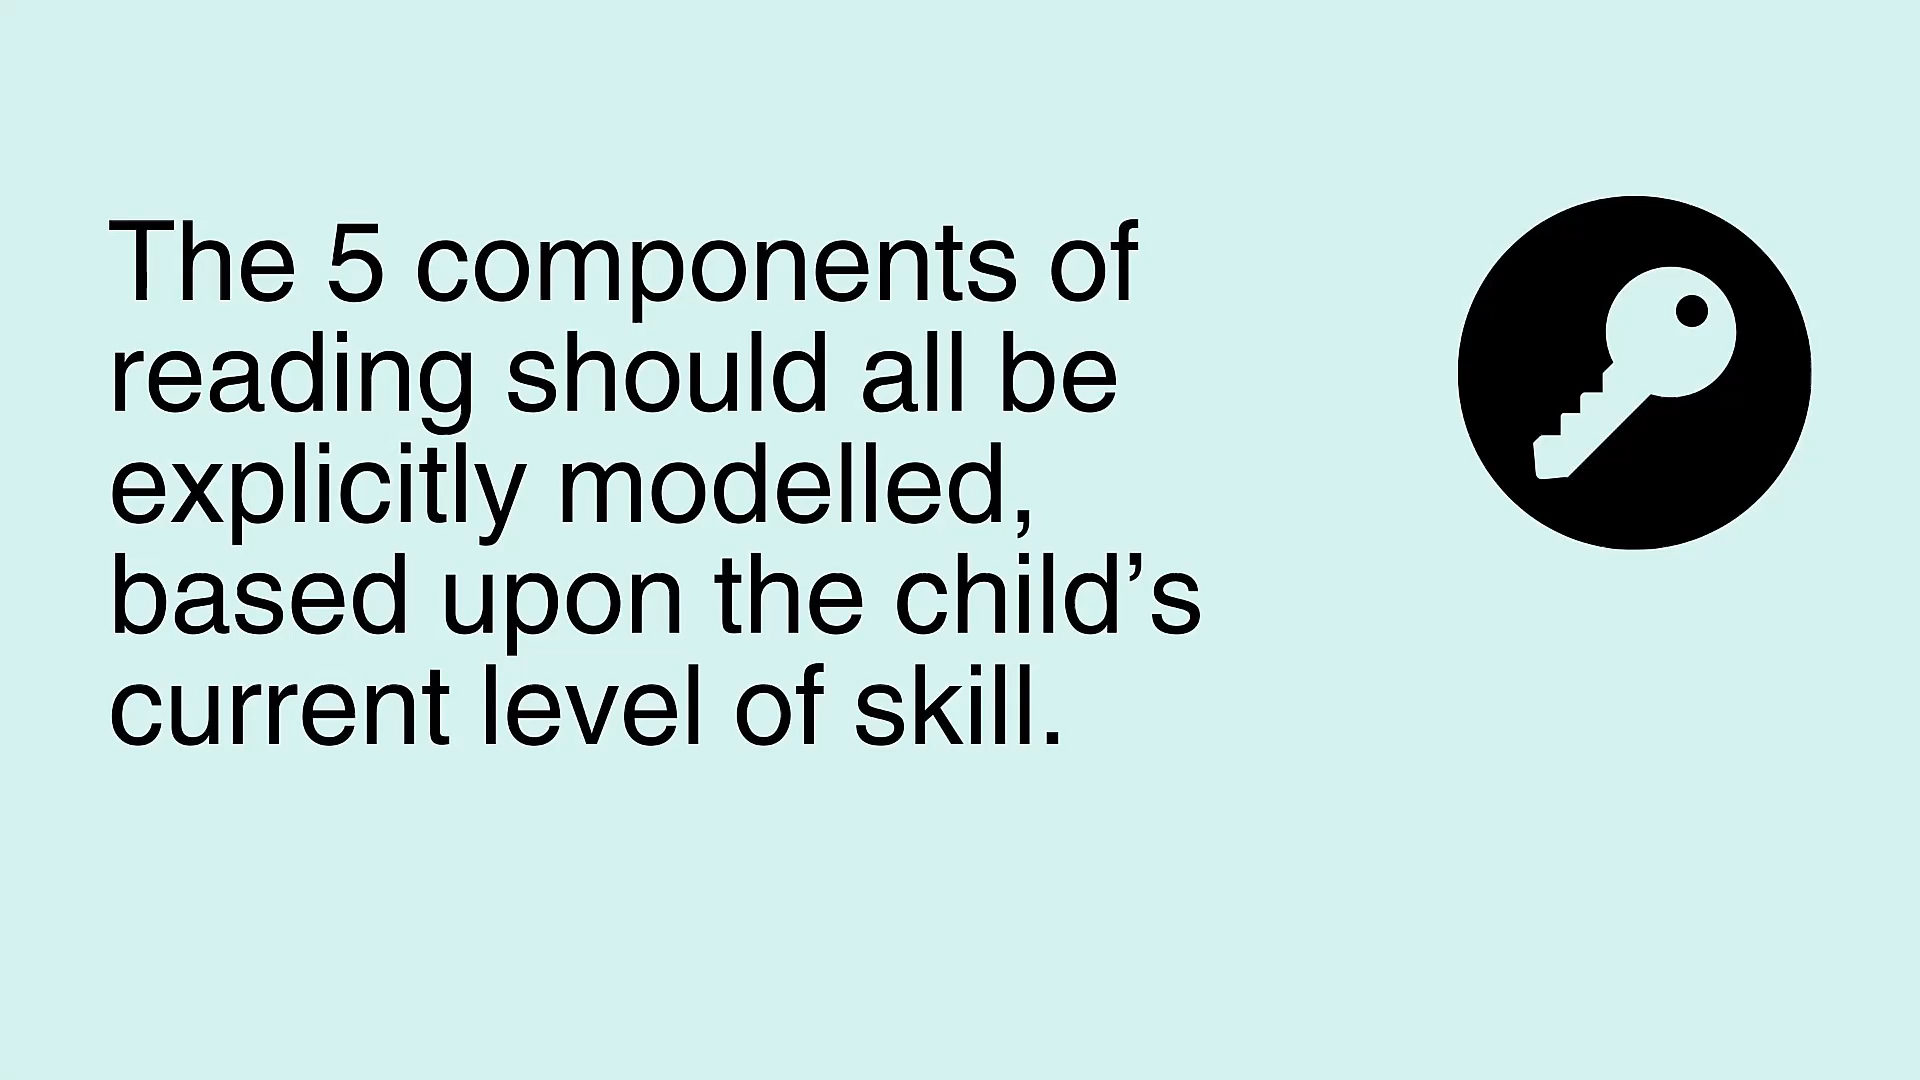 The 5 components of
reading should all be
explicitly modelled,
based upon the child’s
current level of skill.